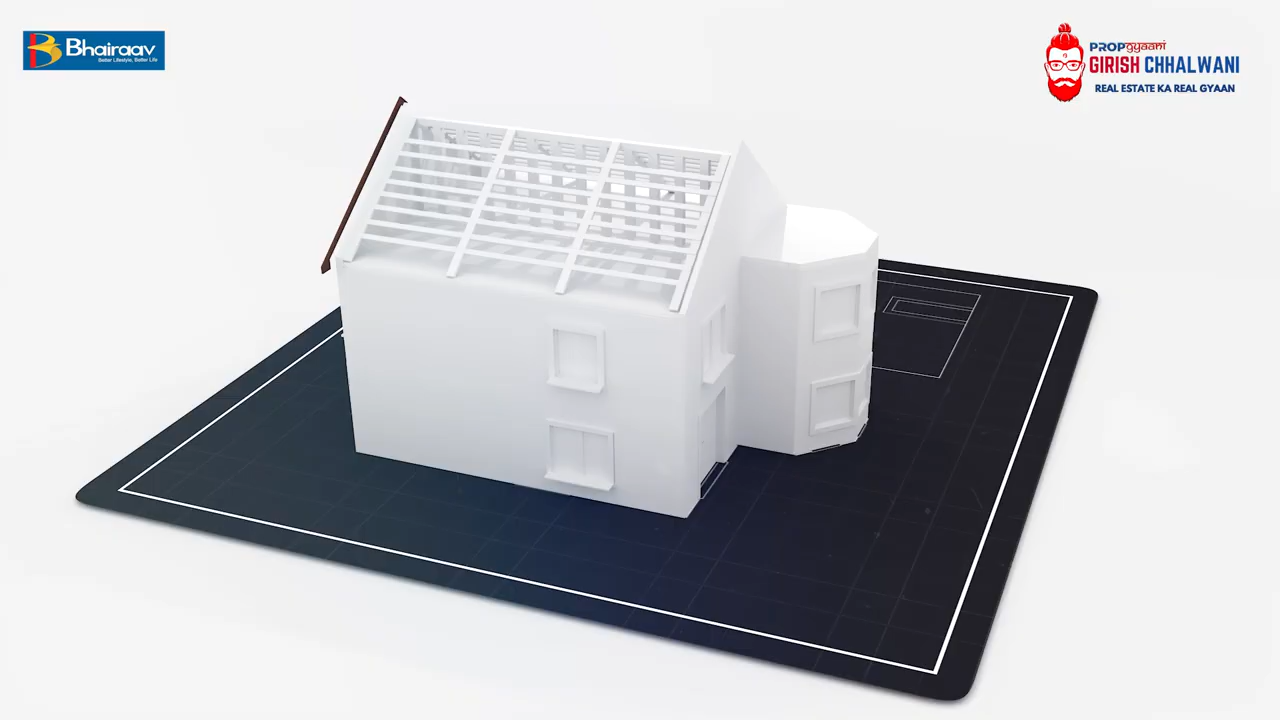 Bhairaav
Better Lifestyle, Better Life
PROPgyaani
GIRISH CHHALWANI
REAL ESTATE KA REAL GYAAN